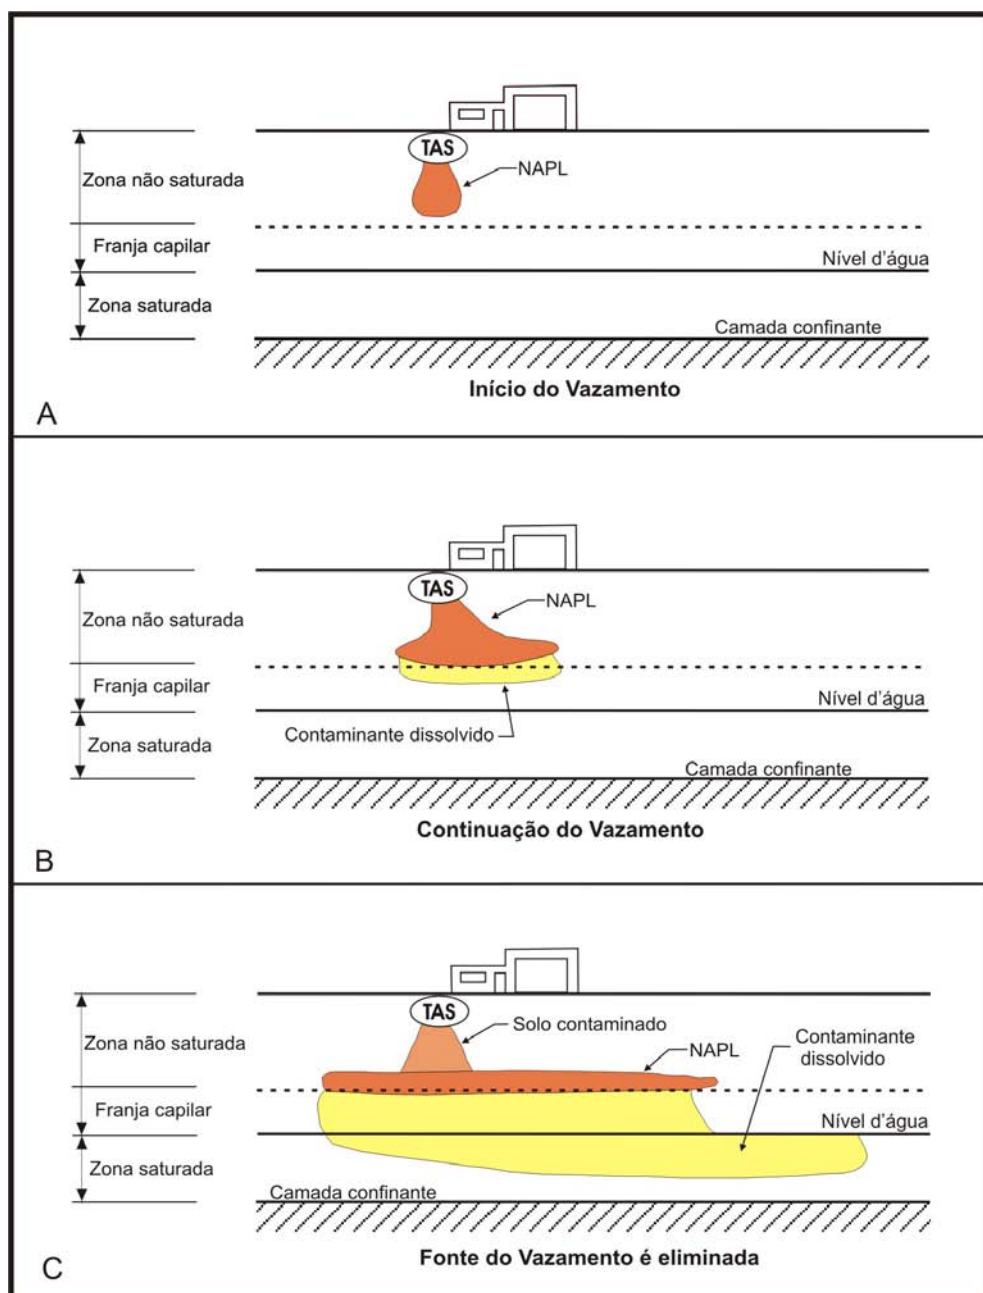 TAS
NAPL
Zona não saturada
Franja capilar
Nível d'água
Zona saturada
Camada confinante
Início do Vazamento
A
TAS
NAPL
Zona não saturada
Franja capilar
Nível d'água
Contaminante dissolvido
Zona saturada
Camada confinante
Continuação do Vazamento
B
TAS
Solo contaminado
Contaminante
dissolvido
Zona não saturada
NAPL
Franja capilar
Nível d'água
Zona saturada
Camada confinante
Fonte do Vazamento é eliminada
C